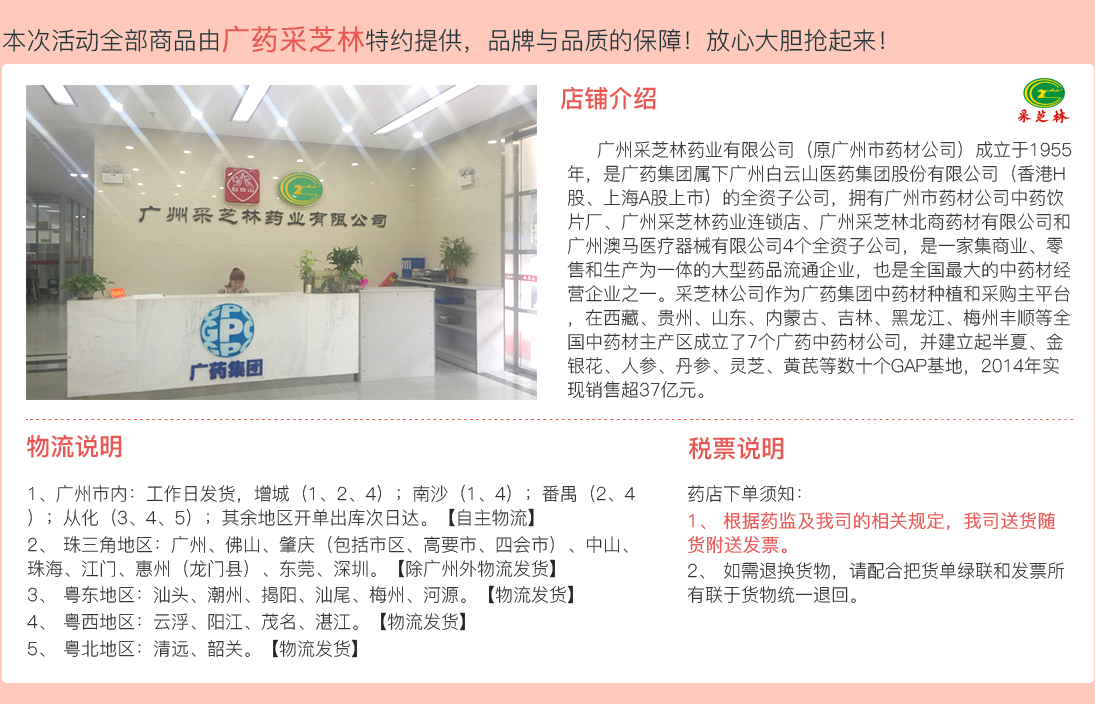 本次活动全部商品由广药采芝林特约提供，品牌与品质的保障！放心大胆抢起来！
白云山
广州采芝林药业有限公司
GPC
广药集团
店铺介绍
采芝林
广州采芝林药业有限公司（原广州市药材公司）成立于1955
年，是广药集团属下广州白云山医药集团股份有限公司（香港H
股、上海A股上市）的全资子公司，拥有广州市药材公司中药饮
片厂、广州采芝林药业连锁店、广州采芝林北商药材有限公司和
广州澳马医疗器械有限公司4个全资子公司，是一家集商业、零
售和生产为一体的大型药品流通企业，也是全国最大的中药材经
营企业之一。采芝林公司作为广药集团中药材种植和采购主平台
，在西藏、贵州、山东、内蒙古、吉林、黑龙江、梅州丰顺等全
国中药材主产区成立了7个广药中药材公司，并建立起半夏、金
银花、人参、丹参、灵芝、黄芪等数十个GAP基地，2014年实
现销售超37亿元。
物流说明
1、广州市内：工作日发货，增城（1、2、4）；南沙（1、4）；番禺（2、4
）；从化（3、4、5）；其余地区开单出库次日达。【自主物流】
2、 珠三角地区：广州、佛山、肇庆（包括市区、高要市、四会市）、中山、
珠海、江门、惠州（龙门县）、东莞、深圳。【除广州外物流发货】
3、 粤东地区：汕头、潮州、揭阳、汕尾、梅州、河源。【物流发货】
4、 粤西地区：云浮、阳江、茂名、湛江。【物流发货】
5、 粤北地区：清远、韶关。【物流发货】
税票说明
药店下单须知：
1、 根据药监及我司的相关规定，我司送货随
货附送发票。
2、 如需退换货物，请配合把货单绿联和发票所
有联于货物统一退回。